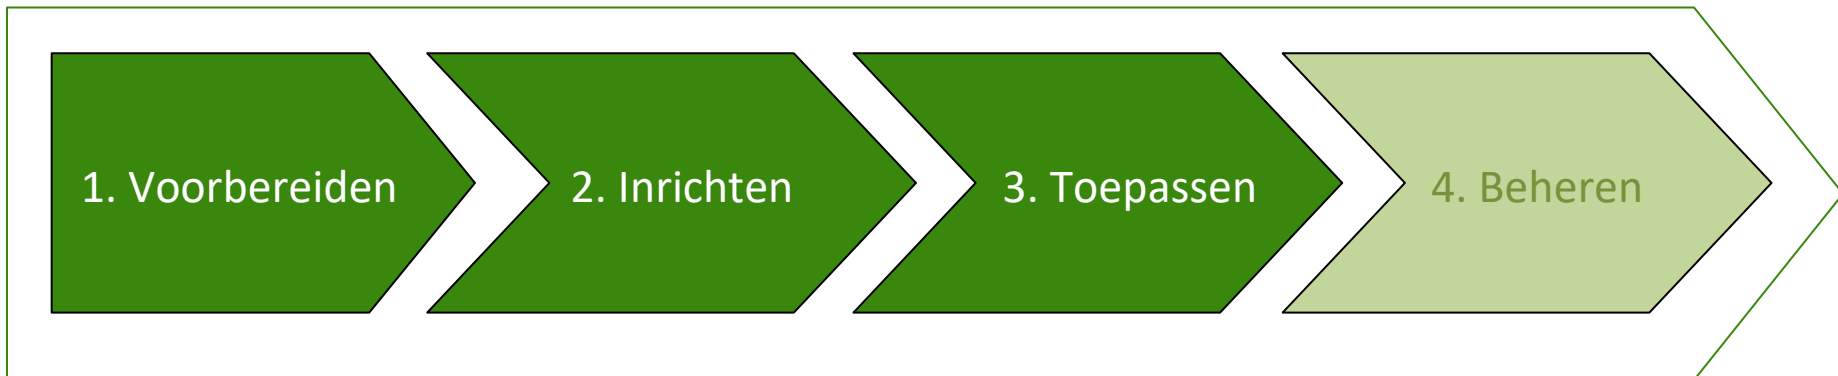 1. Voorbereiden
2. Inrichten
3. Toepassen
4. Beheren